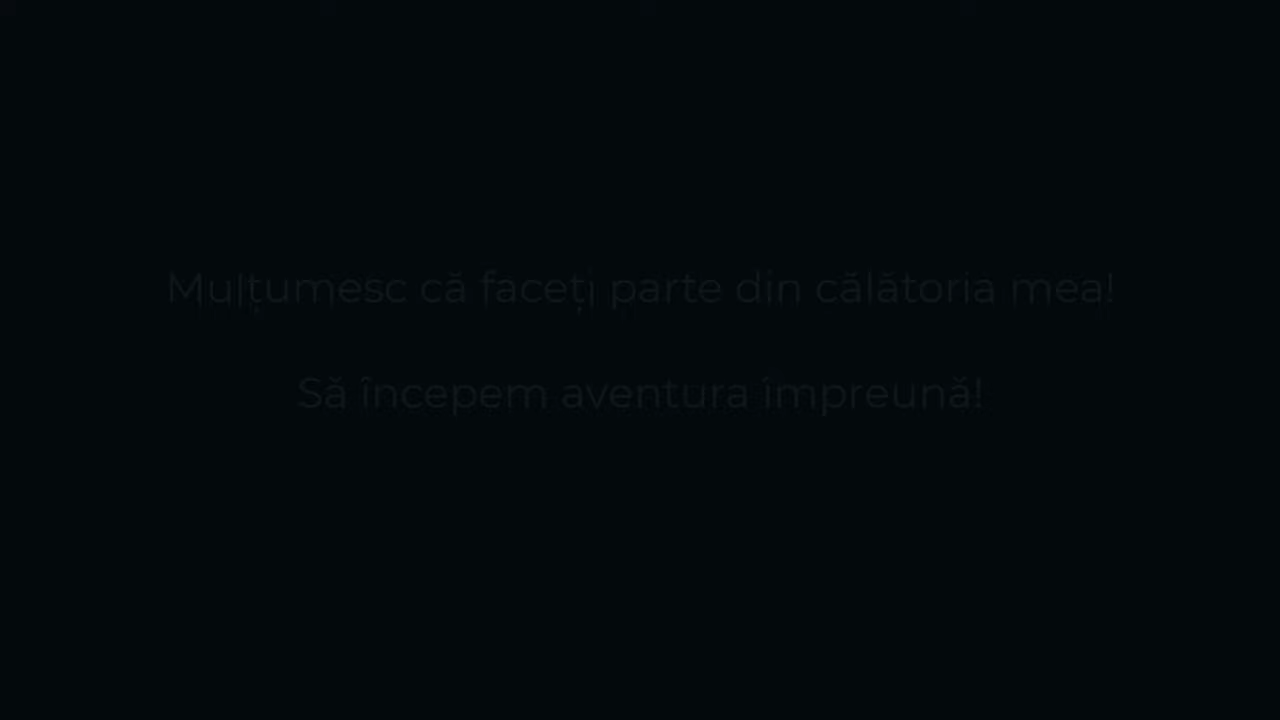 Mulțumesc că faceți parte din călătoria mea!
Să începem aventura împreună!